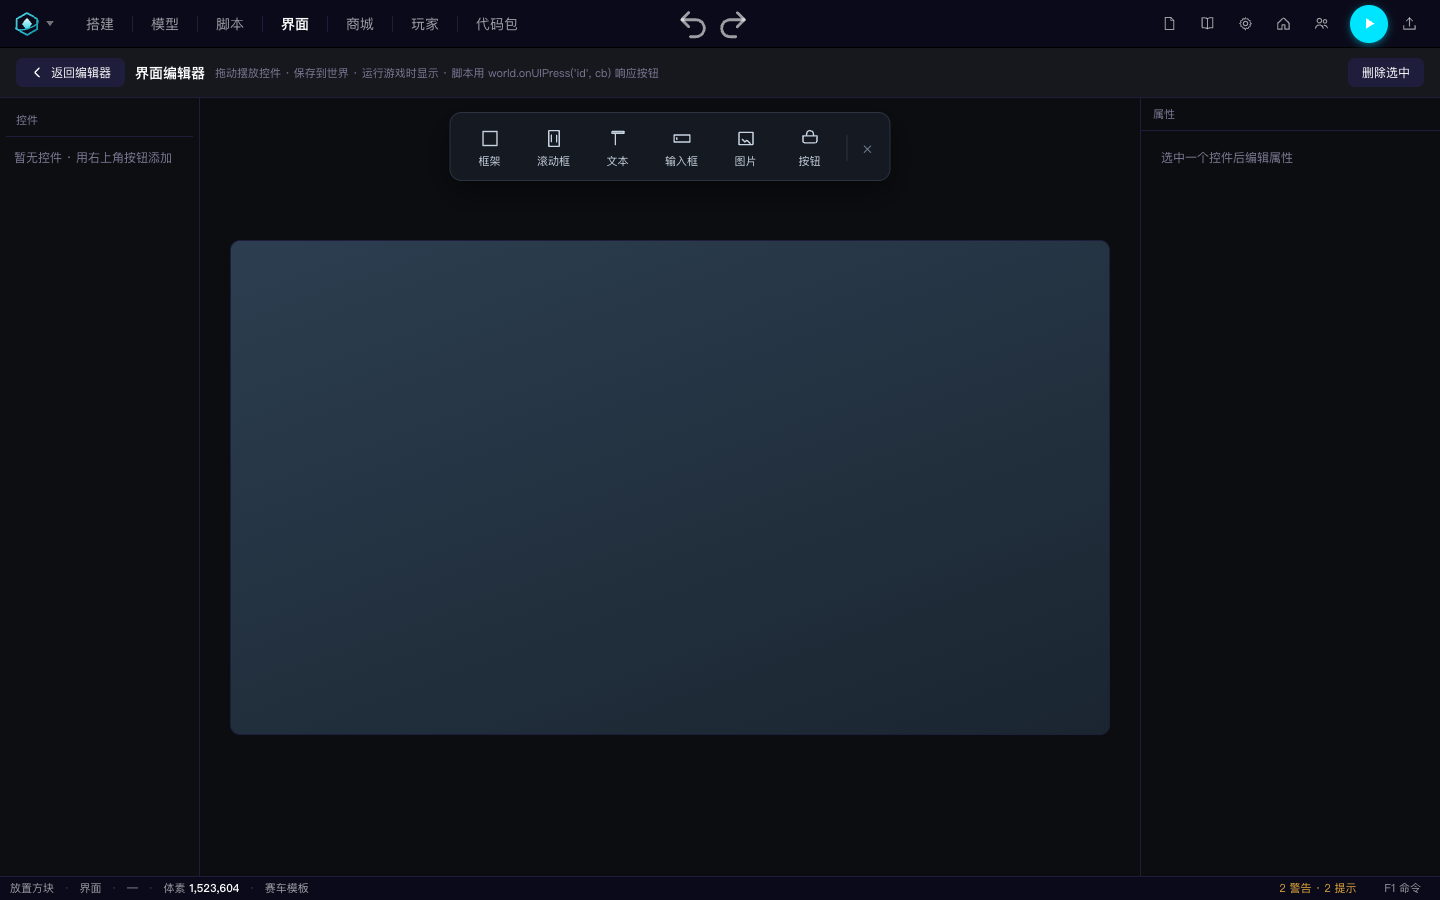 搭建 模型 脚本 界面 商城 玩家 代码包
返回编辑器 界面编辑器 拖动摆放控件 · 保存到世界 · 运行游戏时显示 · 脚本用 world.onUIPress('id', cb) 响应按钮 删除选中
控件
暂无控件 · 用右上角按钮添加
框架 滚动框 文本 输入框 图片 按钮 ×
属性
选中一个控件后编辑属性
放置方块 · 界面 · — · 体素 1,523,604 · 赛车模板 2 警告 · 2 提示 F1 命令